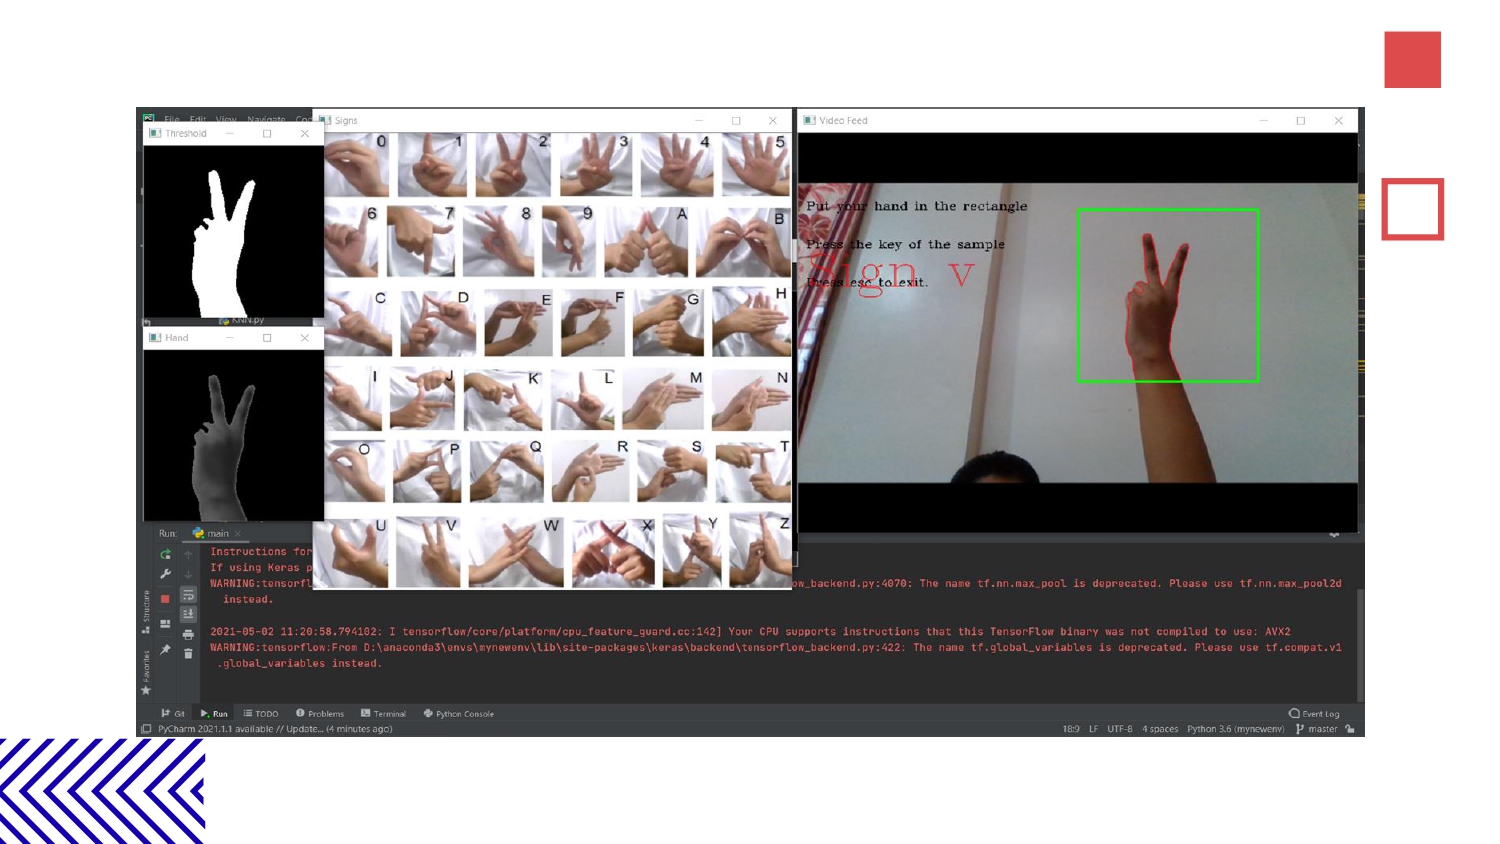 File Edit View Navigate
Threshold
Signs
Video Feed
0 1 2 3 4 5
6 7 8 9 A B
C D E F G H
I J K L M N
O P Q R S T
U V W X Y Z
Put your hand in the rectangle
Press the key of the sample
Sign v
Press esc to exit.
KNN.py
Hand
Run: main
Instructions for
If using Keras
WARNING:tensorfl ow_backend.py:4070: The name tf.nn.max_pool is deprecated. Please use tf.nn.max_pool2d
instead.
2021-05-02 11:20:58.794102: I tensorflow/core/platform/cpu_feature_guard.cc:142] Your CPU supports instructions that this TensorFlow binary was not compiled to use: AVX2
WARNING:tensorflow:From D:\anaconda3\envs\mynewenv\lib\site-packages\keras\backend\tensorflow_backend.py:422: The name tf.global_variables is deprecated. Please use tf.compat.v1
.global_variables instead.
Structure
Favorites
Git Run TODO Problems Terminal Python Console Event Log
PyCharm 2021.1.1 available // Update... (4 minutes ago) 18:9 LF UTF-8 4 spaces Python 3.6 (mynewenv) master